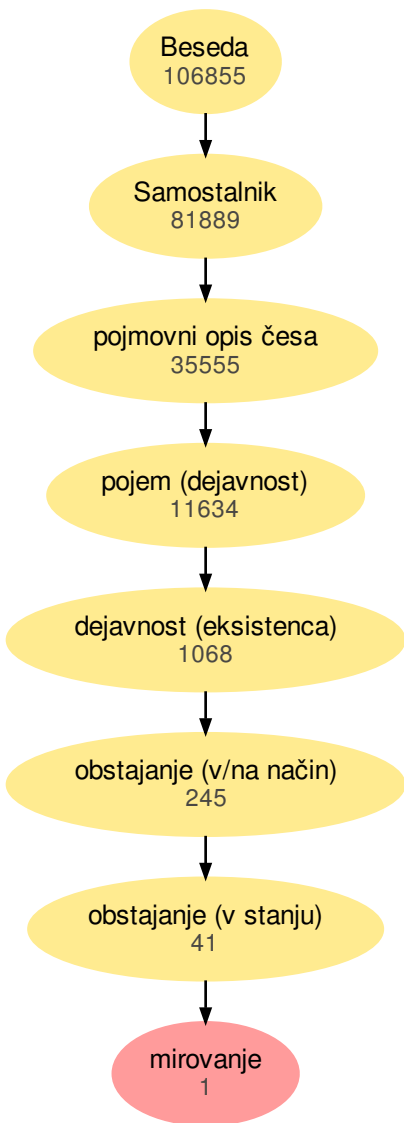 Beseda
106855
Samostalnik
81889
pojmovni opis česa
35555
pojem (dejavnost)
11634
dejavnost (eksistenca)
1068
obstajanje (v/na način)
245
obstajanje (v stanju)
41
mirovanje
1